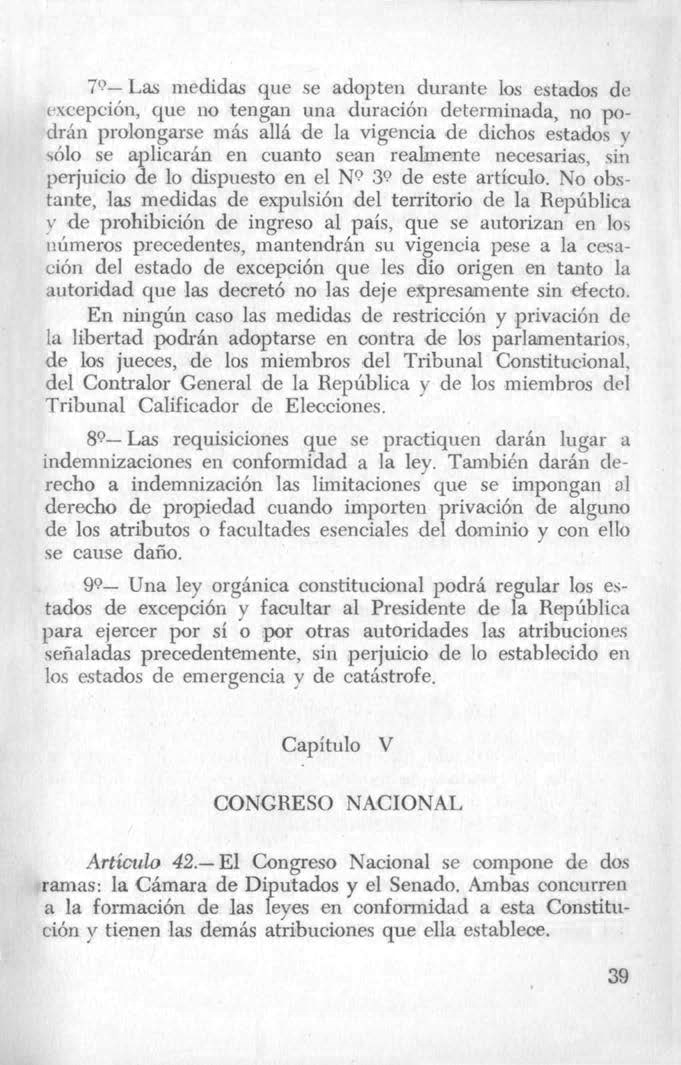 7º— Las medidas que se adopten durante los estados de
excepción, que no tengan una duración determinada, no po-
drán prolongarse más allá de la vigencia de dichos estados y
sólo se aplicarán en cuanto sean realmente necesarias, sin
perjuicio de lo dispuesto en el Nº 3º de este artículo. No obs-
tante, las medidas de expulsión del territorio de la República
y de prohibición de ingreso al país, que se autorizan en los
números precedentes, mantendrán su vigencia pese a la cesa-
ción del estado de excepción que les dio origen en tanto la
autoridad que las decretó no las deje expresamente sin efecto.
En ningún caso las medidas de restricción y privación de
la libertad podrán adoptarse en contra de los parlamentarios,
de los jueces, de los miembros del Tribunal Constitucional,
del Contralor General de la República y de los miembros del
Tribunal Calificador de Elecciones.
8º— Las requisiciones que se practiquen darán lugar a
indemnizaciones en conformidad a la ley. También darán de-
recho a indemnización las limitaciones que se impongan al
derecho de propiedad cuando importen privación de alguno
de los atributos o facultades esenciales del dominio y con ello
se cause daño.
9º— Una ley orgánica constitucional podrá regular los es-
tados de excepción y facultar al Presidente de la República
para ejercer por sí o por otras autoridades las atribuciones
señaladas precedentemente, sin perjuicio de lo establecido en
los estados de emergencia y de catástrofe.
Capítulo V
CONGRESO NACIONAL
Artículo 42.— El Congreso Nacional se compone de dos
ramas: la Cámara de Diputados y el Senado. Ambas concurren
a la formación de las leyes en conformidad a esta Constitu-
ción y tienen las demás atribuciones que ella establece.
39